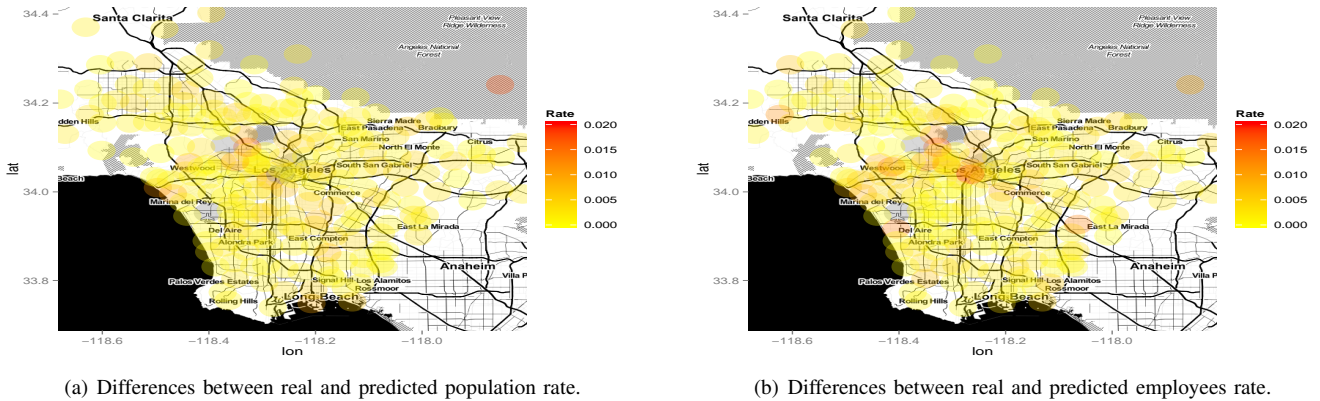 34.4
34.2
34.0
33.8
lat
Santa Clarita
Pleasant View
Ridge Wilderness
Angeles National
Forest
dden Hills
Sierra Madre
East Pasadena
Bradbury
San Marino
North El Monte
Citrus
Westwood
Los Angeles
South San Gabriel
Beach
Commerce
Marina del Rey
Del Aire
East La Mirada
Alondra Park
East Compton
Anaheim
Palos Verdes Estates
Signal Hill
Los Alamitos
Rossmoor
Villa P
Rolling Hills
Long Beach
−118.6
−118.4
−118.2
−118.0
lon
Rate
0.020
0.015
0.010
0.005
0.000
(a) Differences between real and predicted population rate.
34.4
34.2
34.0
33.8
lat
Santa Clarita
Pleasant View
Ridge Wilderness
Angeles National
Forest
dden Hills
Sierra Madre
East Pasadena
Bradbury
San Marino
North El Monte
Citrus
Westwood
Los Angeles
South San Gabriel
Beach
Commerce
Marina del Rey
Del Aire
East La Mirada
Alondra Park
East Compton
Anaheim
Palos Verdes Estates
Signal Hill
Los Alamitos
Rossmoor
Villa P
Rolling Hills
Long Beach
−118.6
−118.4
−118.2
−118.0
lon
Rate
0.020
0.015
0.010
0.005
0.000
(b) Differences between real and predicted employees rate.